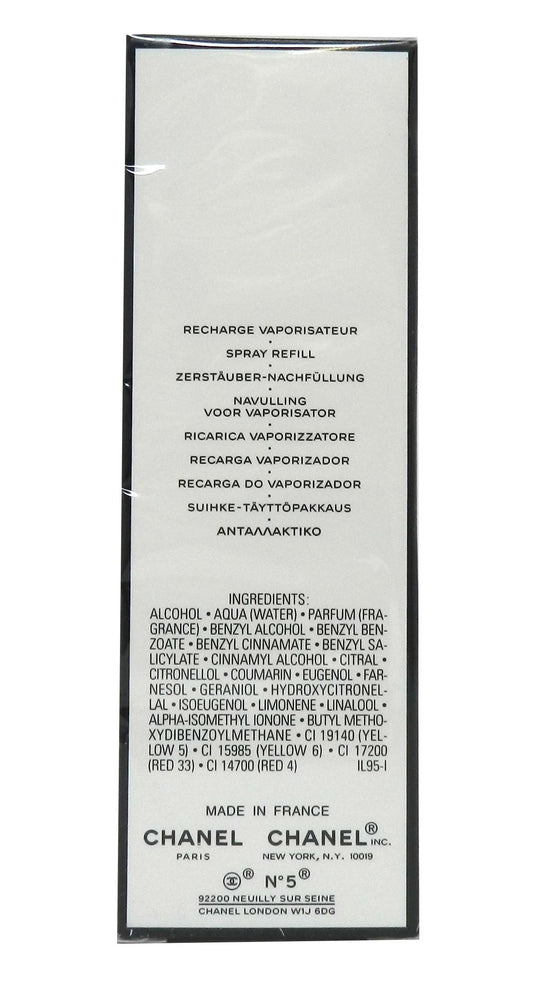 RECHARGE VAPORISATEUR
•
SPRAY REFILL
•
ZERSTÄUBER-NACHFÜLLUNG
•
NAVULLING
VOOR VAPORISATOR
•
RICARICA VAPORIZZATORE
•
RECARGA VAPORIZADOR
•
RECARGA DO VAPORIZADOR
•
SUIHKE-TÄYTTÖPAKKAUS
•
ΑΝΤΑΛΛΑΚΤΙΚΟ
INGREDIENTS:
ALCOHOL • AQUA (WATER) • PARFUM (FRA-
GRANCE) • BENZYL ALCOHOL • BENZYL BEN-
ZOATE • BENZYL CINNAMATE • BENZYL SA-
LICYLATE • CINNAMYL ALCOHOL • CITRAL •
CITRONELLOL • COUMARIN • EUGENOL • FAR-
NESOL • GERANIOL • HYDROXYCITRONEL-
LAL • ISOEUGENOL • LIMONENE • LINALOOL •
ALPHA-ISOMETHYL IONONE • BUTYL METHO-
XYDIBENZOYLMETHANE • CI 19140 (YEL-
LOW 5) • CI 15985 (YELLOW 6) • CI 17200
(RED 33) • CI 14700 (RED 4) IL95-I
MADE IN FRANCE
CHANEL CHANEL® INC.
PARIS NEW YORK, N.Y. 10019
® N°5®
92200 NEUILLY SUR SEINE
CHANEL LONDON W1J 6DG